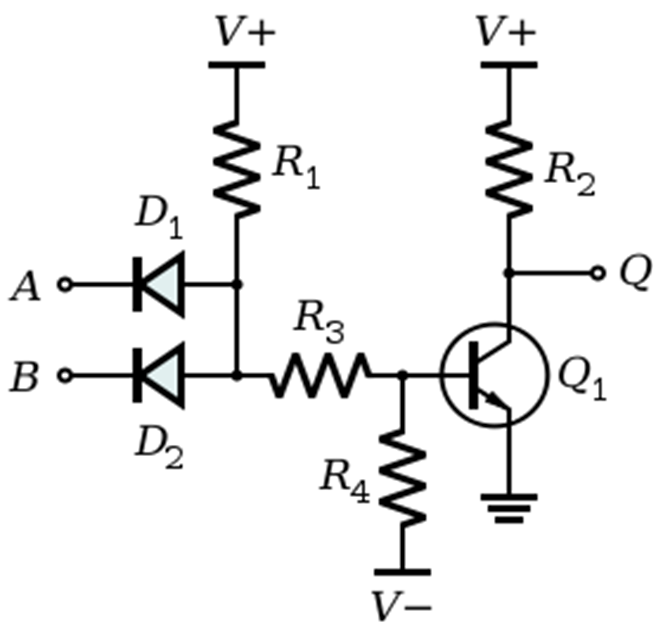 V+ V+
R1 R2
D1
A Q
R3
B Q1
D2
R4
V−